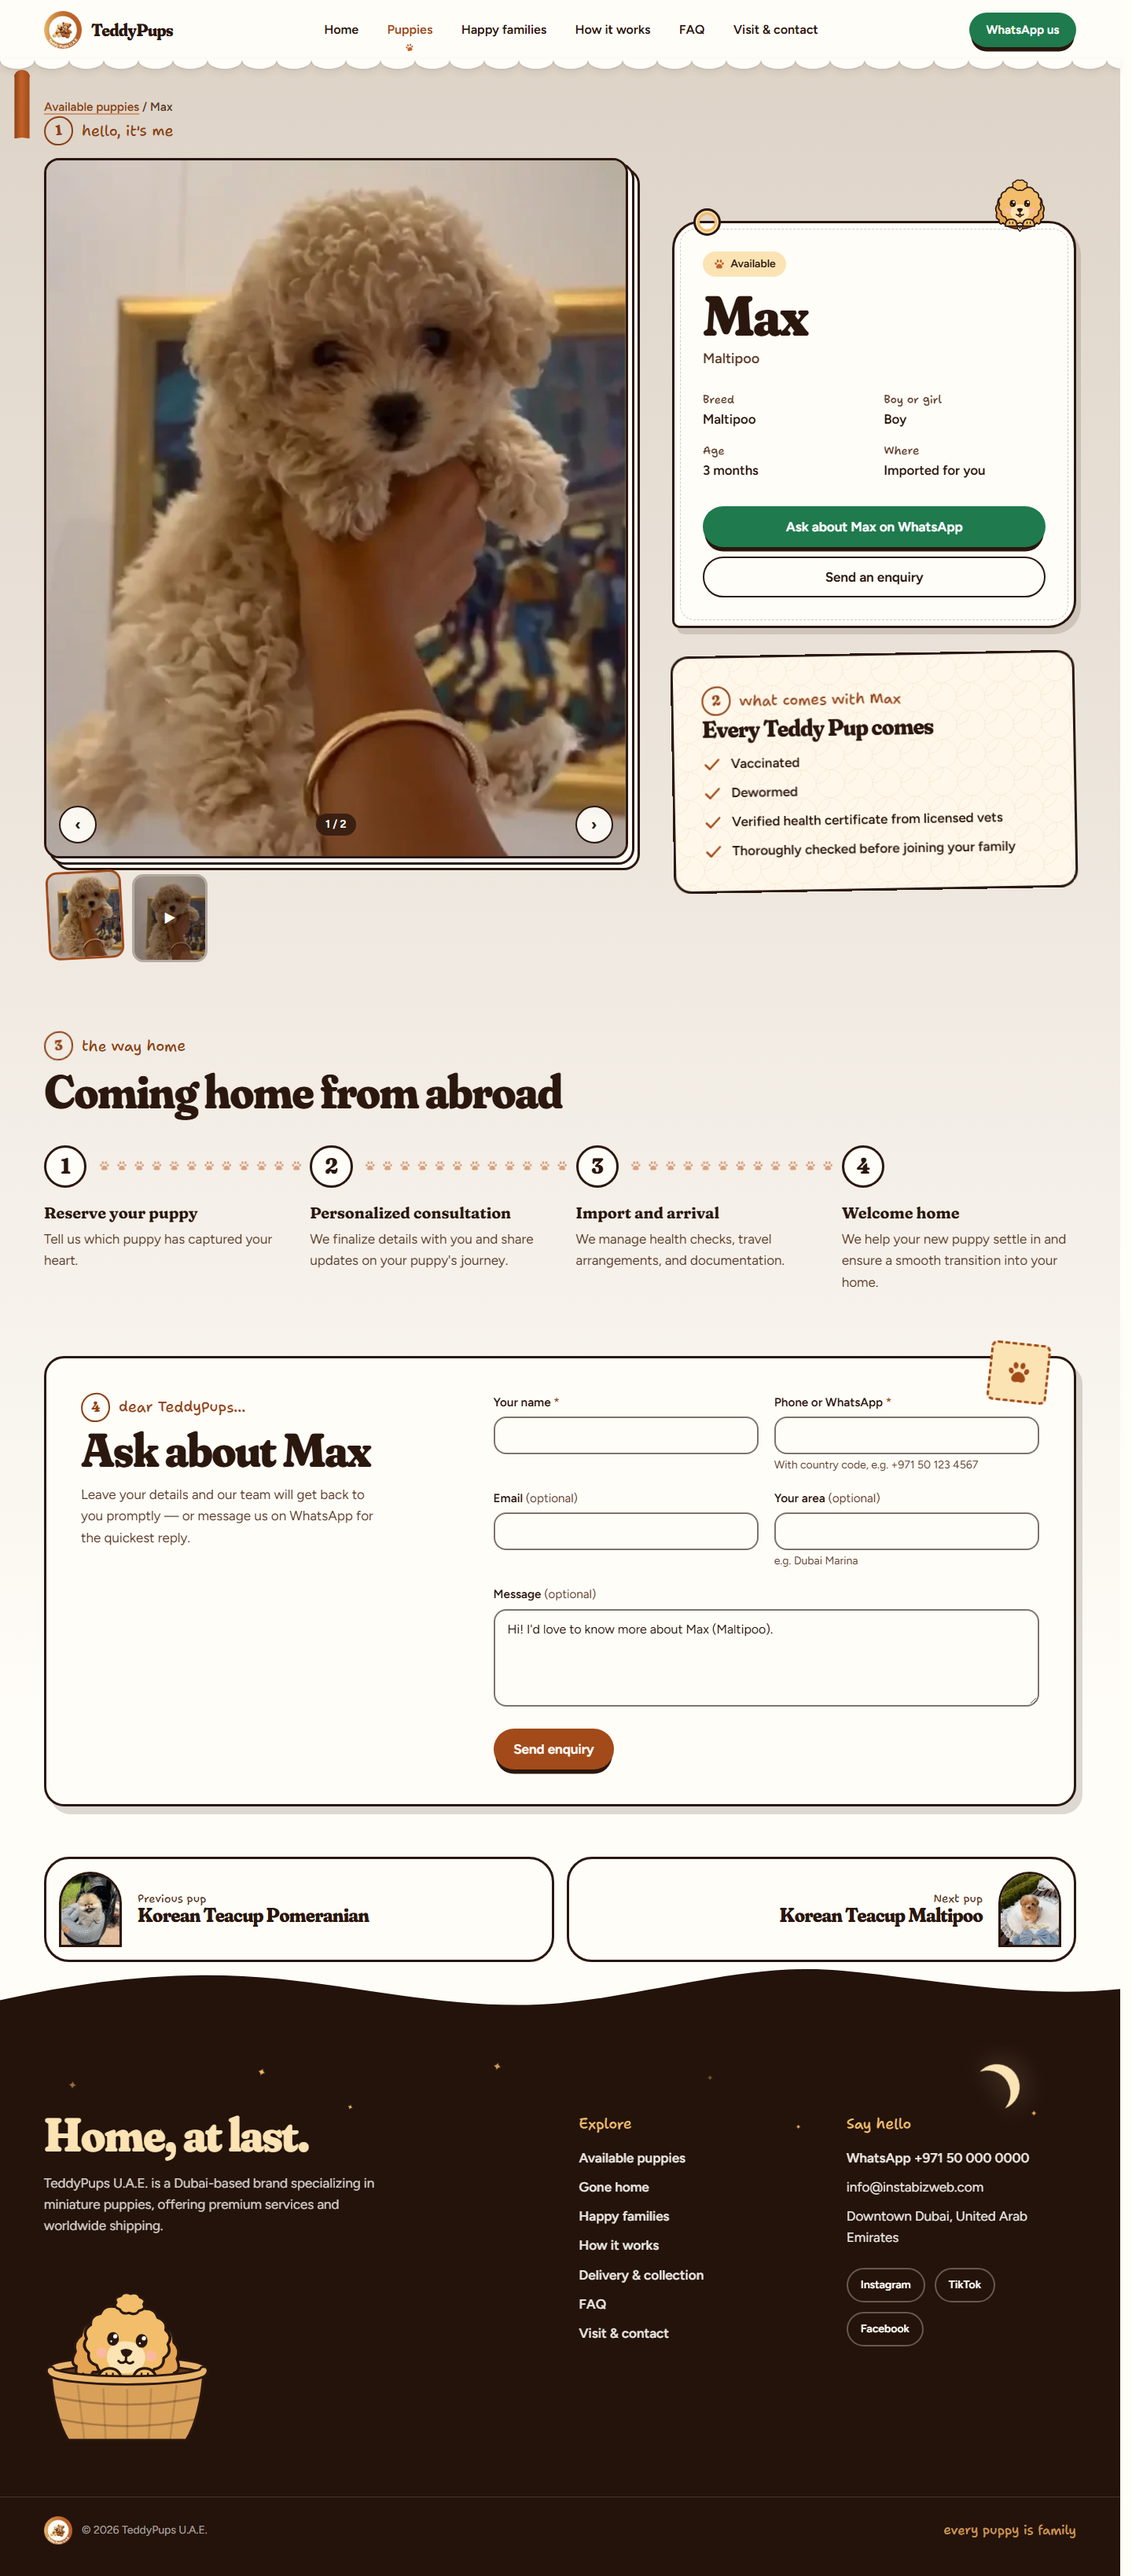 TeddyPups
Home
Puppies
Happy families
How it works
FAQ
Visit & contact
WhatsApp us
Available puppies / Max
1 hello, it's me
‹
1 / 2
›
Available
Max
Maltipoo
Breed
Maltipoo
Boy or girl
Boy
Age
3 months
Where
Imported for you
Ask about Max on WhatsApp
Send an enquiry
2 what comes with Max
Every Teddy Pup comes
Vaccinated
Dewormed
Verified health certificate from licensed vets
Thoroughly checked before joining your family
3 the way home
Coming home from abroad
1
Reserve your puppy
Tell us which puppy has captured your
heart.
2
Personalized consultation
We finalize details with you and share
updates on your puppy's journey.
3
Import and arrival
We manage health checks, travel
arrangements, and documentation.
4
Welcome home
We help your new puppy settle in and
ensure a smooth transition into your
home.
4 dear TeddyPups...
Ask about Max
Leave your details and our team will get back to
you promptly — or message us on WhatsApp for
the quickest reply.
Your name *
Phone or WhatsApp *
With country code, e.g. +971 50 123 4567
Email (optional)
Your area (optional)
e.g. Dubai Marina
Message (optional)
Hi! I'd love to know more about Max (Maltipoo).
Send enquiry
Previous pup
Korean Teacup Pomeranian
Next pup
Korean Teacup Maltipoo
Home, at last.
TeddyPups U.A.E. is a Dubai-based brand specializing in
miniature puppies, offering premium services and
worldwide shipping.
Explore
Available puppies
Gone home
Happy families
How it works
Delivery & collection
FAQ
Visit & contact
Say hello
WhatsApp +971 50 000 0000
info@instabizweb.com
Downtown Dubai, United Arab
Emirates
Instagram
TikTok
Facebook
© 2026 TeddyPups U.A.E.
every puppy is family